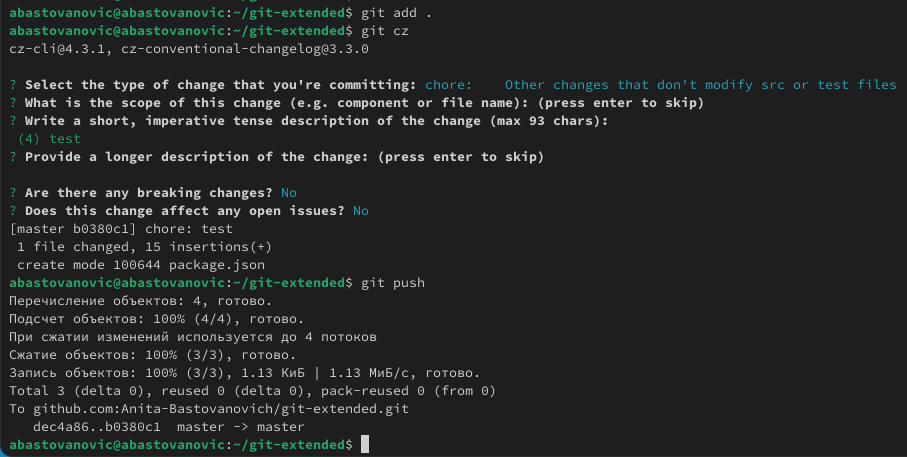 abastovanovic@abastovanovic:~/git-extended$ git add .
abastovanovic@abastovanovic:~/git-extended$ git cz
cz-cli@4.3.1, cz-conventional-changelog@3.3.0
? Select the type of change that you're committing: chore:    Other changes that don't modify src or test files
? What is the scope of this change (e.g. component or file name): (press enter to skip)
? Write a short, imperative tense description of the change (max 93 chars):
(4) test
? Provide a longer description of the change: (press enter to skip)
? Are there any breaking changes? No
? Does this change affect any open issues? No
[master b0380c1] chore: test
1 file changed, 15 insertions(+)
create mode 100644 package.json
abastovanovic@abastovanovic:~/git-extended$ git push
Перечисление объектов: 4, готово.
Подсчет объектов: 100% (4/4), готово.
При сжатии изменений используется до 4 потоков
Сжатие объектов: 100% (3/3), готово.
Запись объектов: 100% (3/3), 1.13 КиБ | 1.13 МиБ/с, готово.
Total 3 (delta 0), reused 0 (delta 0), pack-reused 0 (from 0)
To github.com:Anita-Bastovanovich/git-extended.git
dec4a86..b0380c1  master -> master
abastovanovic@abastovanovic:~/git-extended$